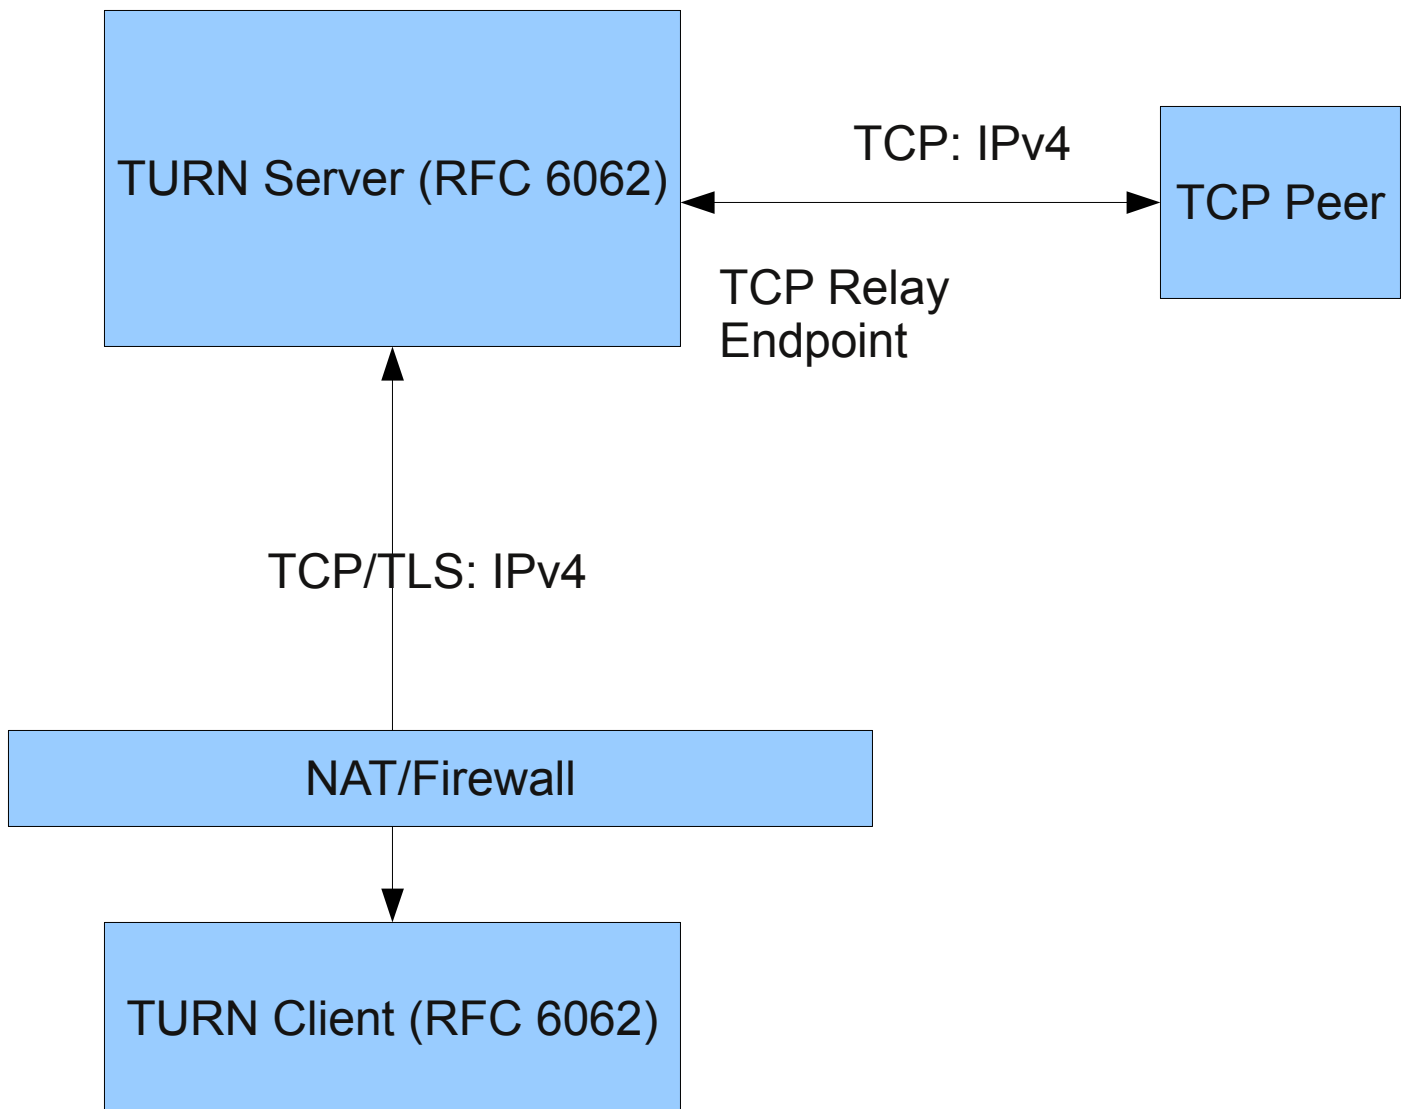 TURN Server (RFC 6062)
TCP: IPv4
TCP Peer
TCP Relay
Endpoint
TCP/TLS: IPv4
NAT/Firewall
TURN Client (RFC 6062)